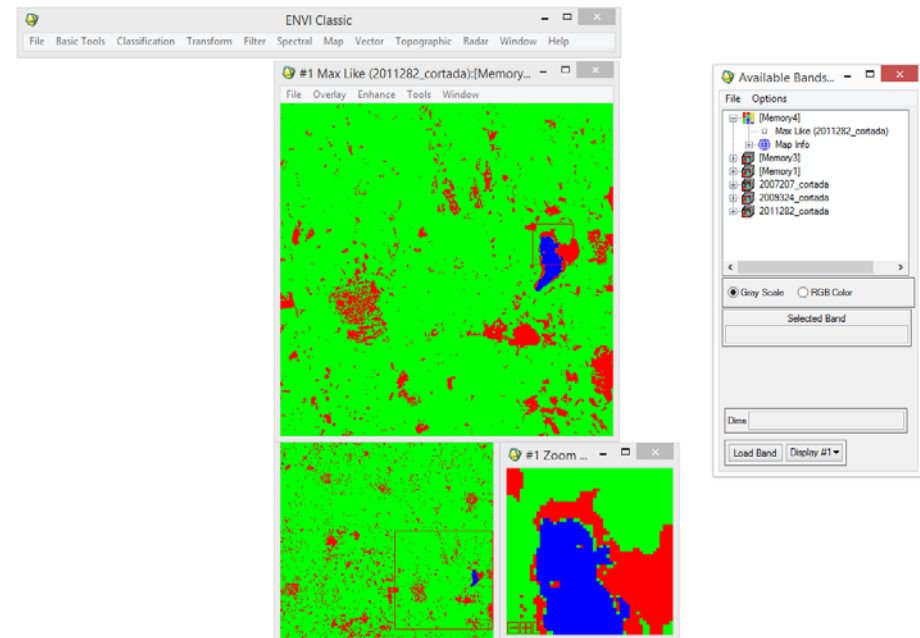 ENVI Classic
File Basic Tools Classification Transform Filter Spectral Map Vector Topographic Radar Window Help
#1 Max Like (2011282_cortada):[Memory...
File Overlay Enhance Tools Window
#1 Zoom ...
Available Bands...
File Options
[Memory4]
Max Like (2011282_cortada)
Map Info
[Memory3]
[Memory1]
2007207_cortada
2009324_cortada
2011282_cortada
Gray Scale RGB Color
Selected Band
Dims
Load Band Display #1